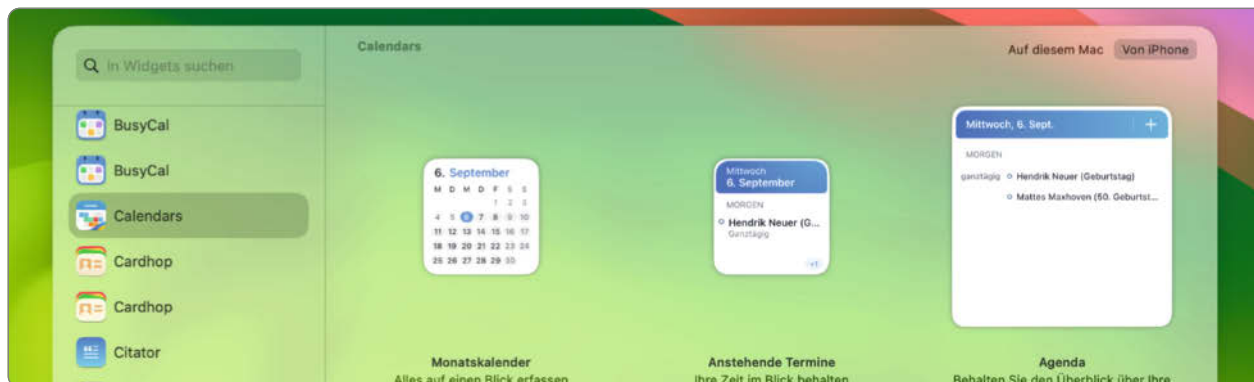 In Widgets suchen
BusyCal
BusyCal
Calendars
Cardhop
Cardhop
Citator
Calendars
Auf diesem Mac Von iPhone
6. September
M D M D F S S
1 2 3
4 5 6 7 8 9 10
11 12 13 14 15 16 17
18 19 20 21 22 23 24
25 26 27 28 29 30
Monatskalender
Alles auf einen Blick erfassen
Mittwoch
6. September
MORGEN
Hendrik Neuer (G...
Ganztägig
+1
Anstehende Termine
Ihre Zeit im Blick behalten
Mittwoch, 6. Sept. +
MORGEN
ganztägig Hendrik Neuer (Geburtstag)
Mattes Maxhoven (50. Geburtst...
Agenda
Behalten Sie den Überblick über Ihre